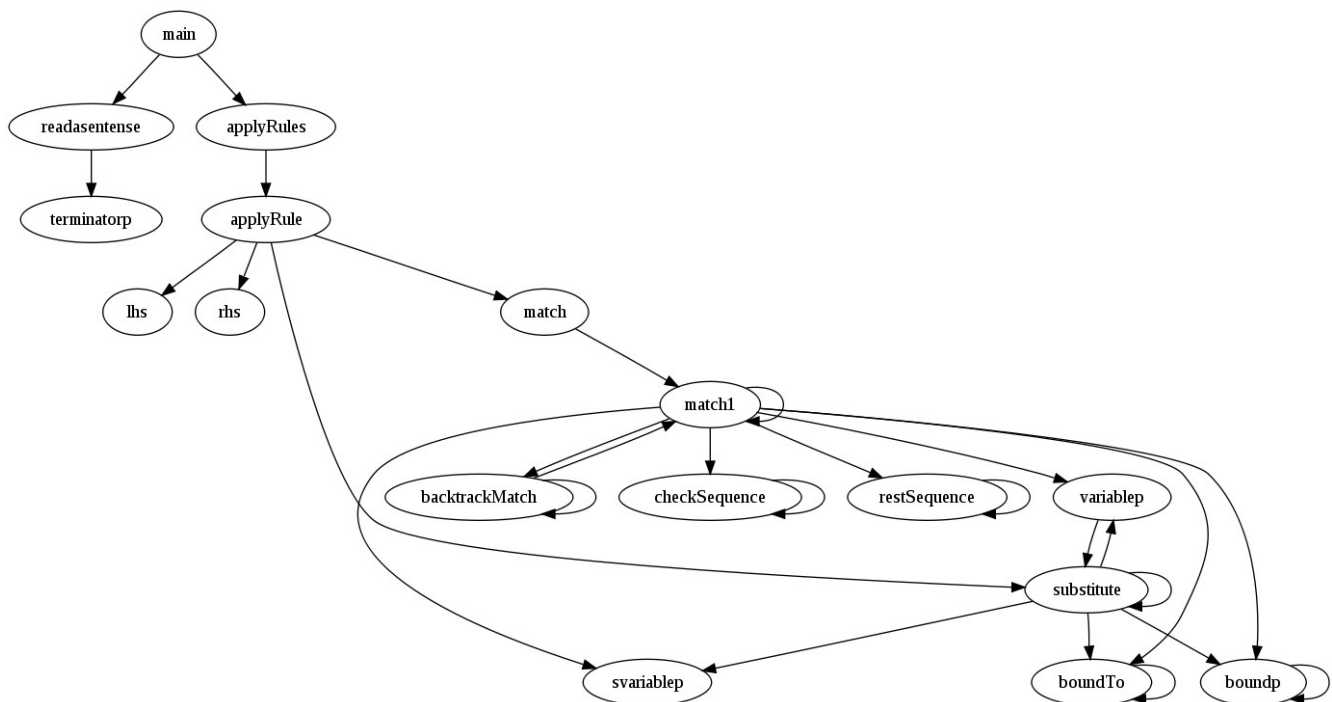 main
readasentense
applyRules
terminatorp
applyRule
lhs
rhs
match
match1
backtrackMatch
checkSequence
restSequence
variablep
substitute
svariablep
boundTo
boundp